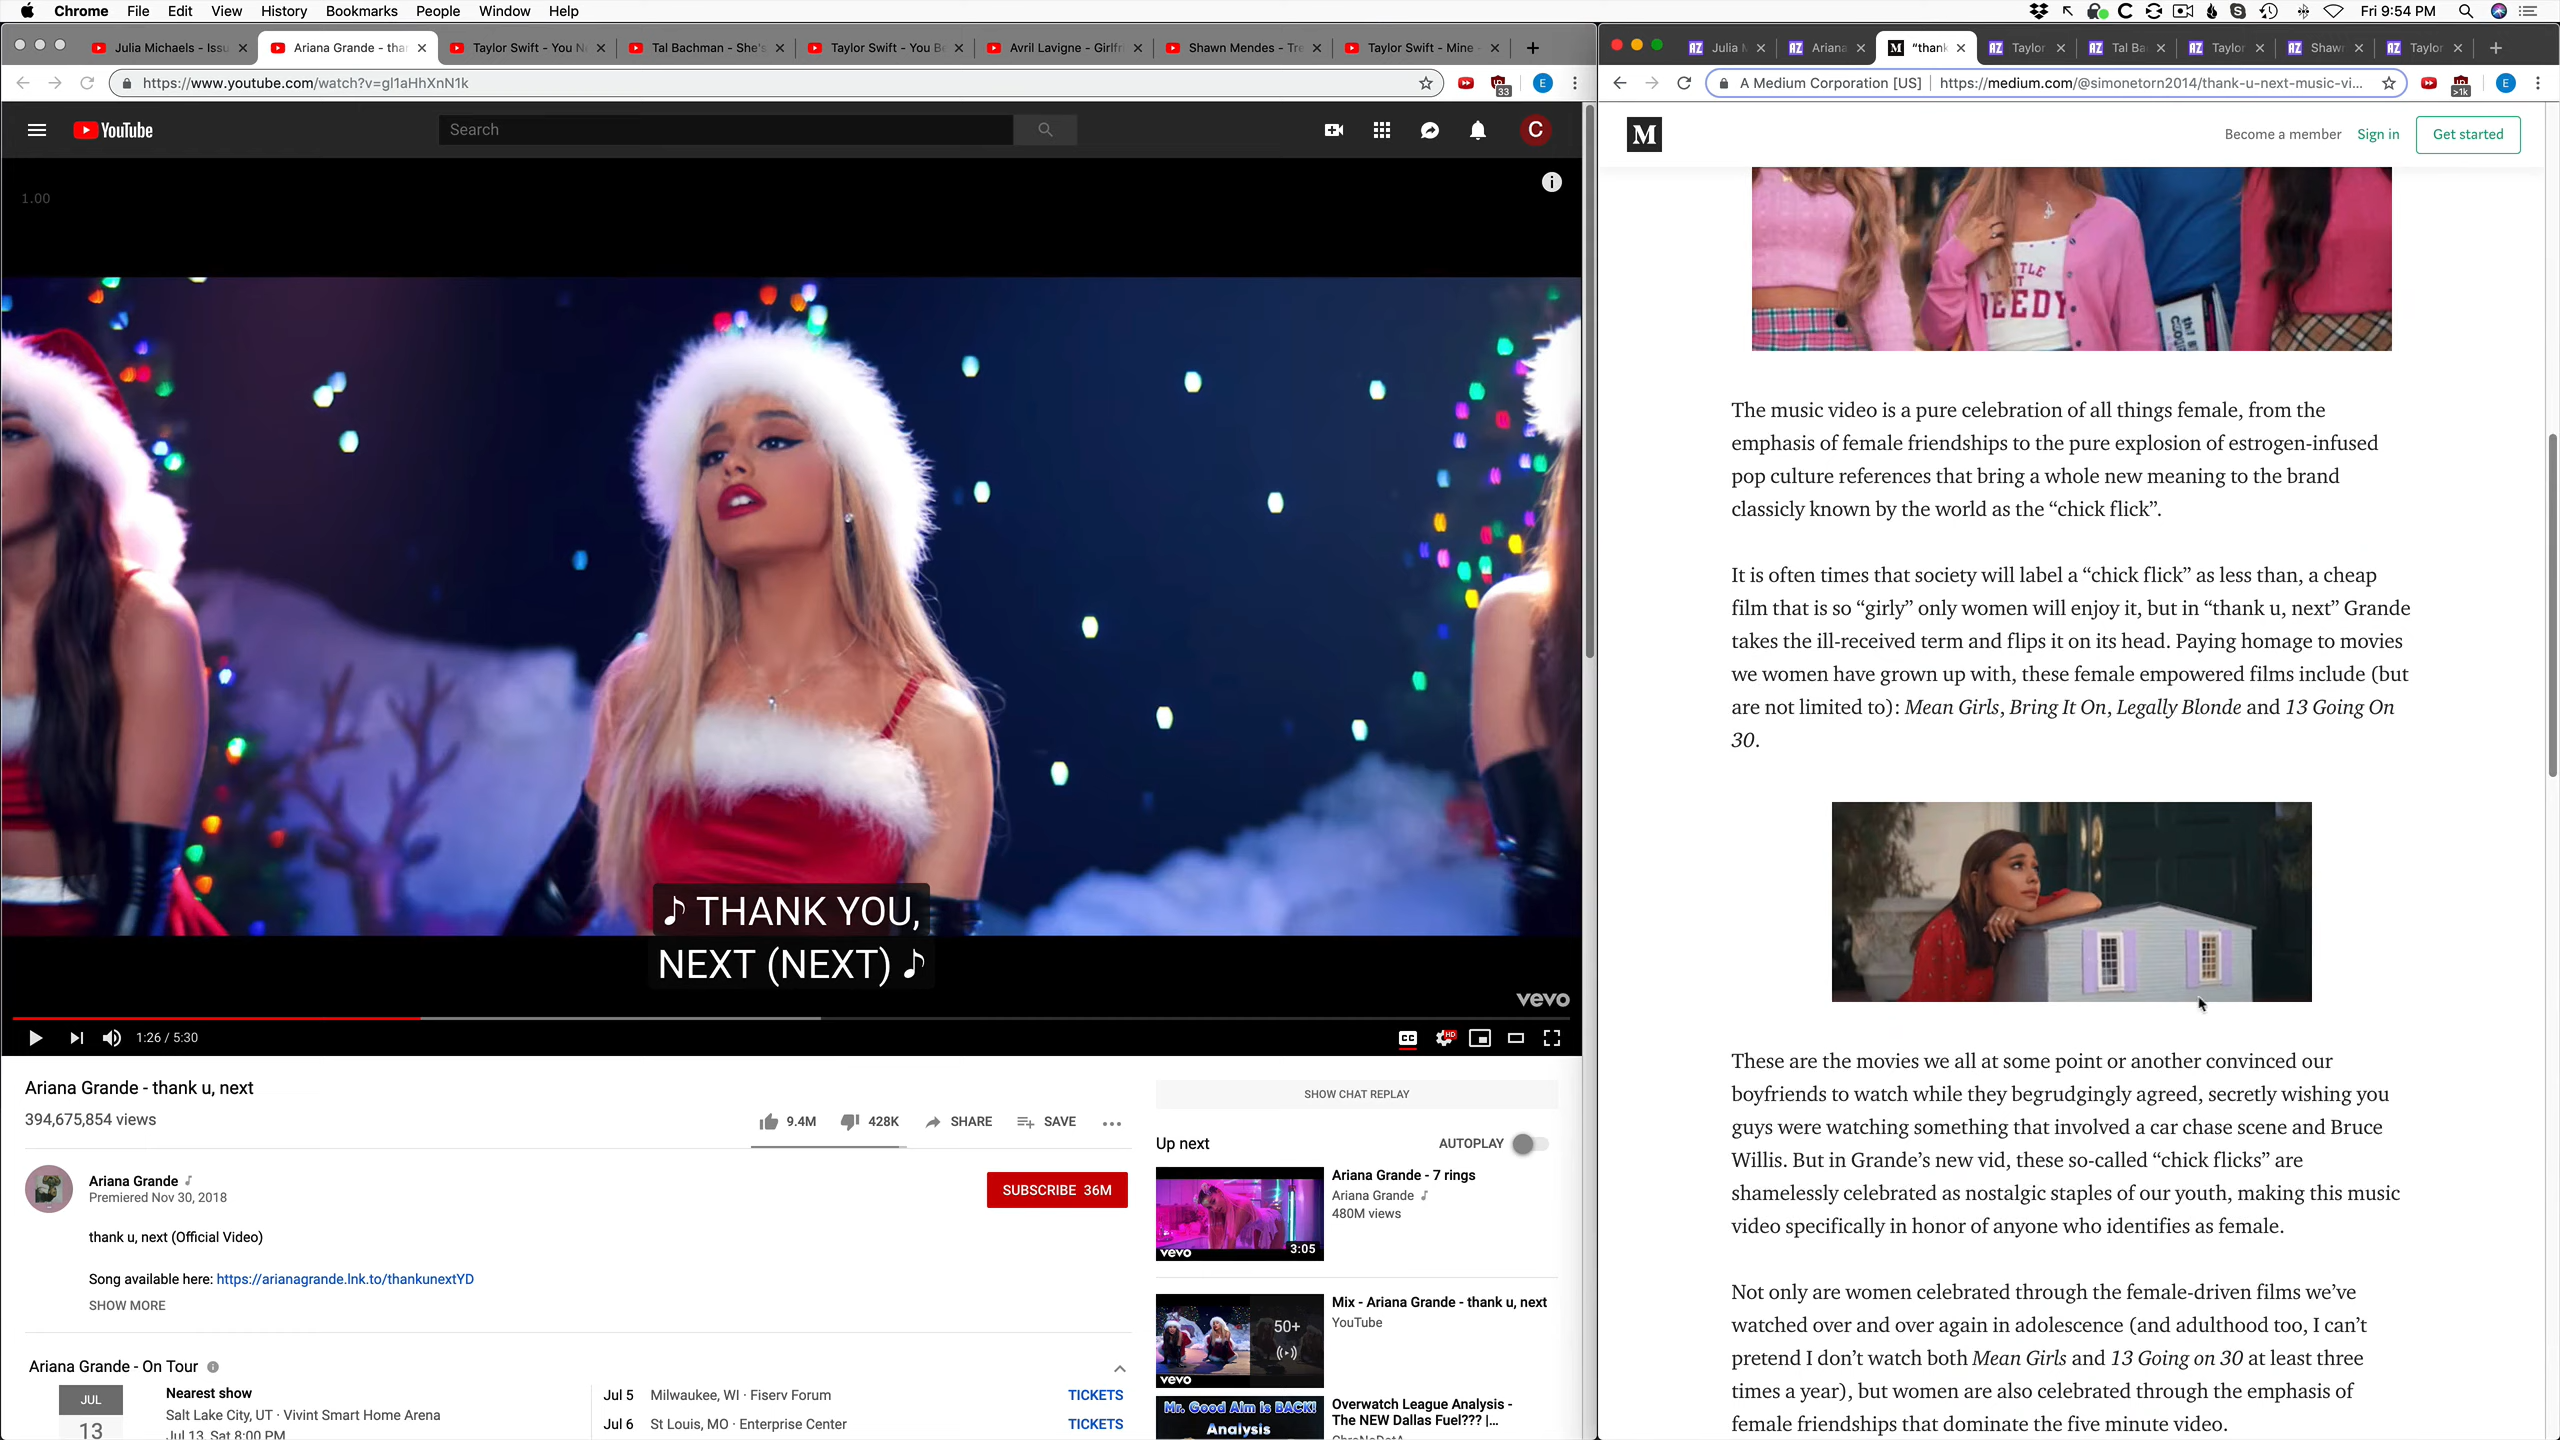 Chrome File Edit View History Bookmarks People Window Help
Fri 9:54 PM
Julia Michaels - Issu
Ariana Grande - tha
Taylor Swift - You N
Tal Bachman - She's
Taylor Swift - You B
Avril Lavigne - Girlfr
Shawn Mendes - Tre
Taylor Swift - Mine -
https://www.youtube.com/watch?v=gl1aHhXnN1k
33
E
YouTube
Search
C
1.00
♪ THANK YOU,
NEXT (NEXT) ♪
vevo
1:26 / 5:30
CC
HD
Ariana Grande - thank u, next
394,675,854 views
9.4M 428K SHARE SAVE
Ariana Grande
Premiered Nov 30, 2018
SUBSCRIBE 36M
thank u, next (Official Video)
Song available here: https://arianagrande.lnk.to/thankunextYD
SHOW MORE
Ariana Grande - On Tour
JUL
13
Nearest show
Salt Lake City, UT · Vivint Smart Home Arena
Jul 13, Sat 8:00 PM
Jul 5 Milwaukee, WI · Fiserv Forum TICKETS
Jul 6 St Louis, MO · Enterprise Center TICKETS
SHOW CHAT REPLAY
Up next
AUTOPLAY
vevo
3:05
Ariana Grande - 7 rings
Ariana Grande
480M views
50+
vevo
Mix - Ariana Grande - thank u, next
YouTube
Mr. Good Aim is BACK!
Analysis
Overwatch League Analysis -
The NEW Dallas Fuel??? |...
AZ Julia M
AZ Ariana
M "thank
AZ Taylor
AZ Tal Ba
AZ Taylor
AZ Shaw
AZ Taylor
A Medium Corporation [US] | https://medium.com/@simonetorn2014/thank-u-next-music-vi...
>1k
E
M
Become a member Sign in Get started
The music video is a pure celebration of all things female, from the
emphasis of female friendships to the pure explosion of estrogen-infused
pop culture references that bring a whole new meaning to the brand
classicly known by the world as the “chick flick”.
It is often times that society will label a “chick flick” as less than, a cheap
film that is so “girly” only women will enjoy it, but in “thank u, next” Grande
takes the ill-received term and flips it on its head. Paying homage to movies
we women have grown up with, these female empowered films include (but
are not limited to): Mean Girls, Bring It On, Legally Blonde and 13 Going On
30.
These are the movies we all at some point or another convinced our
boyfriends to watch while they begrudgingly agreed, secretly wishing you
guys were watching something that involved a car chase scene and Bruce
Willis. But in Grande’s new vid, these so-called “chick flicks” are
shamelessly celebrated as nostalgic staples of our youth, making this music
video specifically in honor of anyone who identifies as female.
Not only are women celebrated through the female-driven films we’ve
watched over and over again in adolescence (and adulthood too, I can’t
pretend I don’t watch both Mean Girls and 13 Going on 30 at least three
times a year), but women are also celebrated through the emphasis of
female friendships that dominate the five minute video.